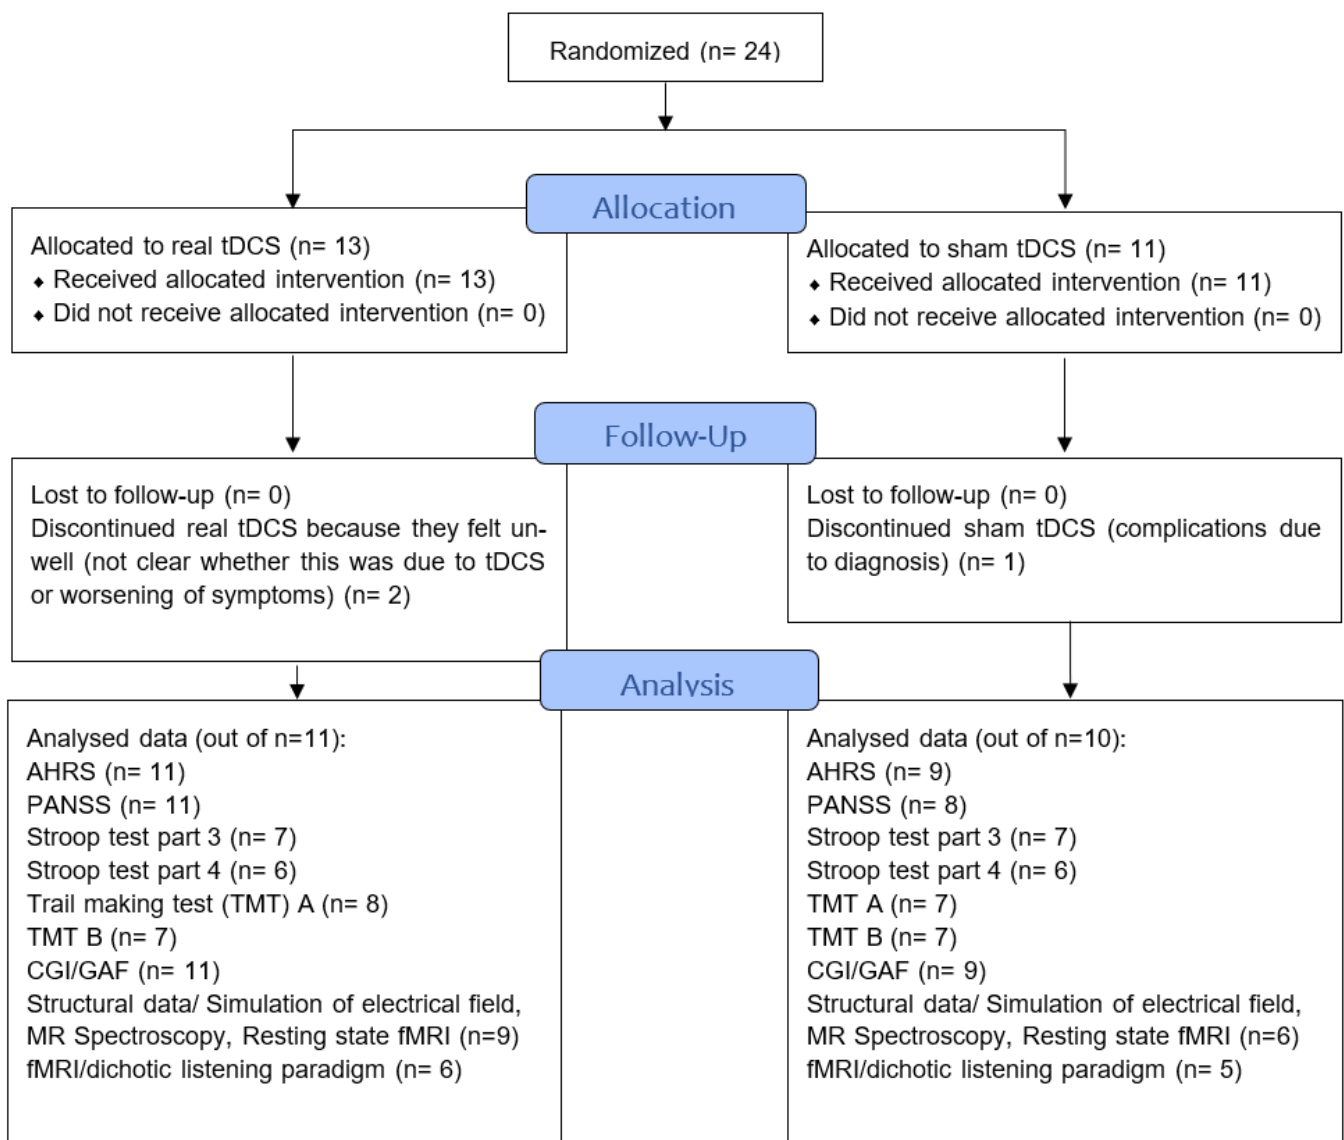 Randomized (n= 24)
Allocation
Allocated to real tDCS (n= 13)
⬥ Received allocated intervention (n= 13)
⬥ Did not receive allocated intervention (n= 0)
Allocated to sham tDCS (n= 11)
⬥ Received allocated intervention (n= 11)
⬥ Did not receive allocated intervention (n= 0)
Follow-Up
Lost to follow-up (n= 0)
Discontinued real tDCS because they felt un-
well (not clear whether this was due to tDCS
or worsening of symptoms) (n= 2)
Lost to follow-up (n= 0)
Discontinued sham tDCS (complications due
to diagnosis) (n= 1)
Analysis
Analysed data (out of n=11):
AHRS (n= 11)
PANSS (n= 11)
Stroop test part 3 (n= 7)
Stroop test part 4 (n= 6)
Trail making test (TMT) A (n= 8)
TMT B (n= 7)
CGI/GAF (n= 11)
Structural data/ Simulation of electrical field,
MR Spectroscopy, Resting state fMRI (n=9)
fMRI/dichotic listening paradigm (n= 6)
Analysed data (out of n=10):
AHRS (n= 9)
PANSS (n= 8)
Stroop test part 3 (n= 7)
Stroop test part 4 (n= 6)
TMT A (n= 7)
TMT B (n= 7)
CGI/GAF (n= 9)
Structural data/ Simulation of electrical field,
MR Spectroscopy, Resting state fMRI (n=6)
fMRI/dichotic listening paradigm (n= 5)